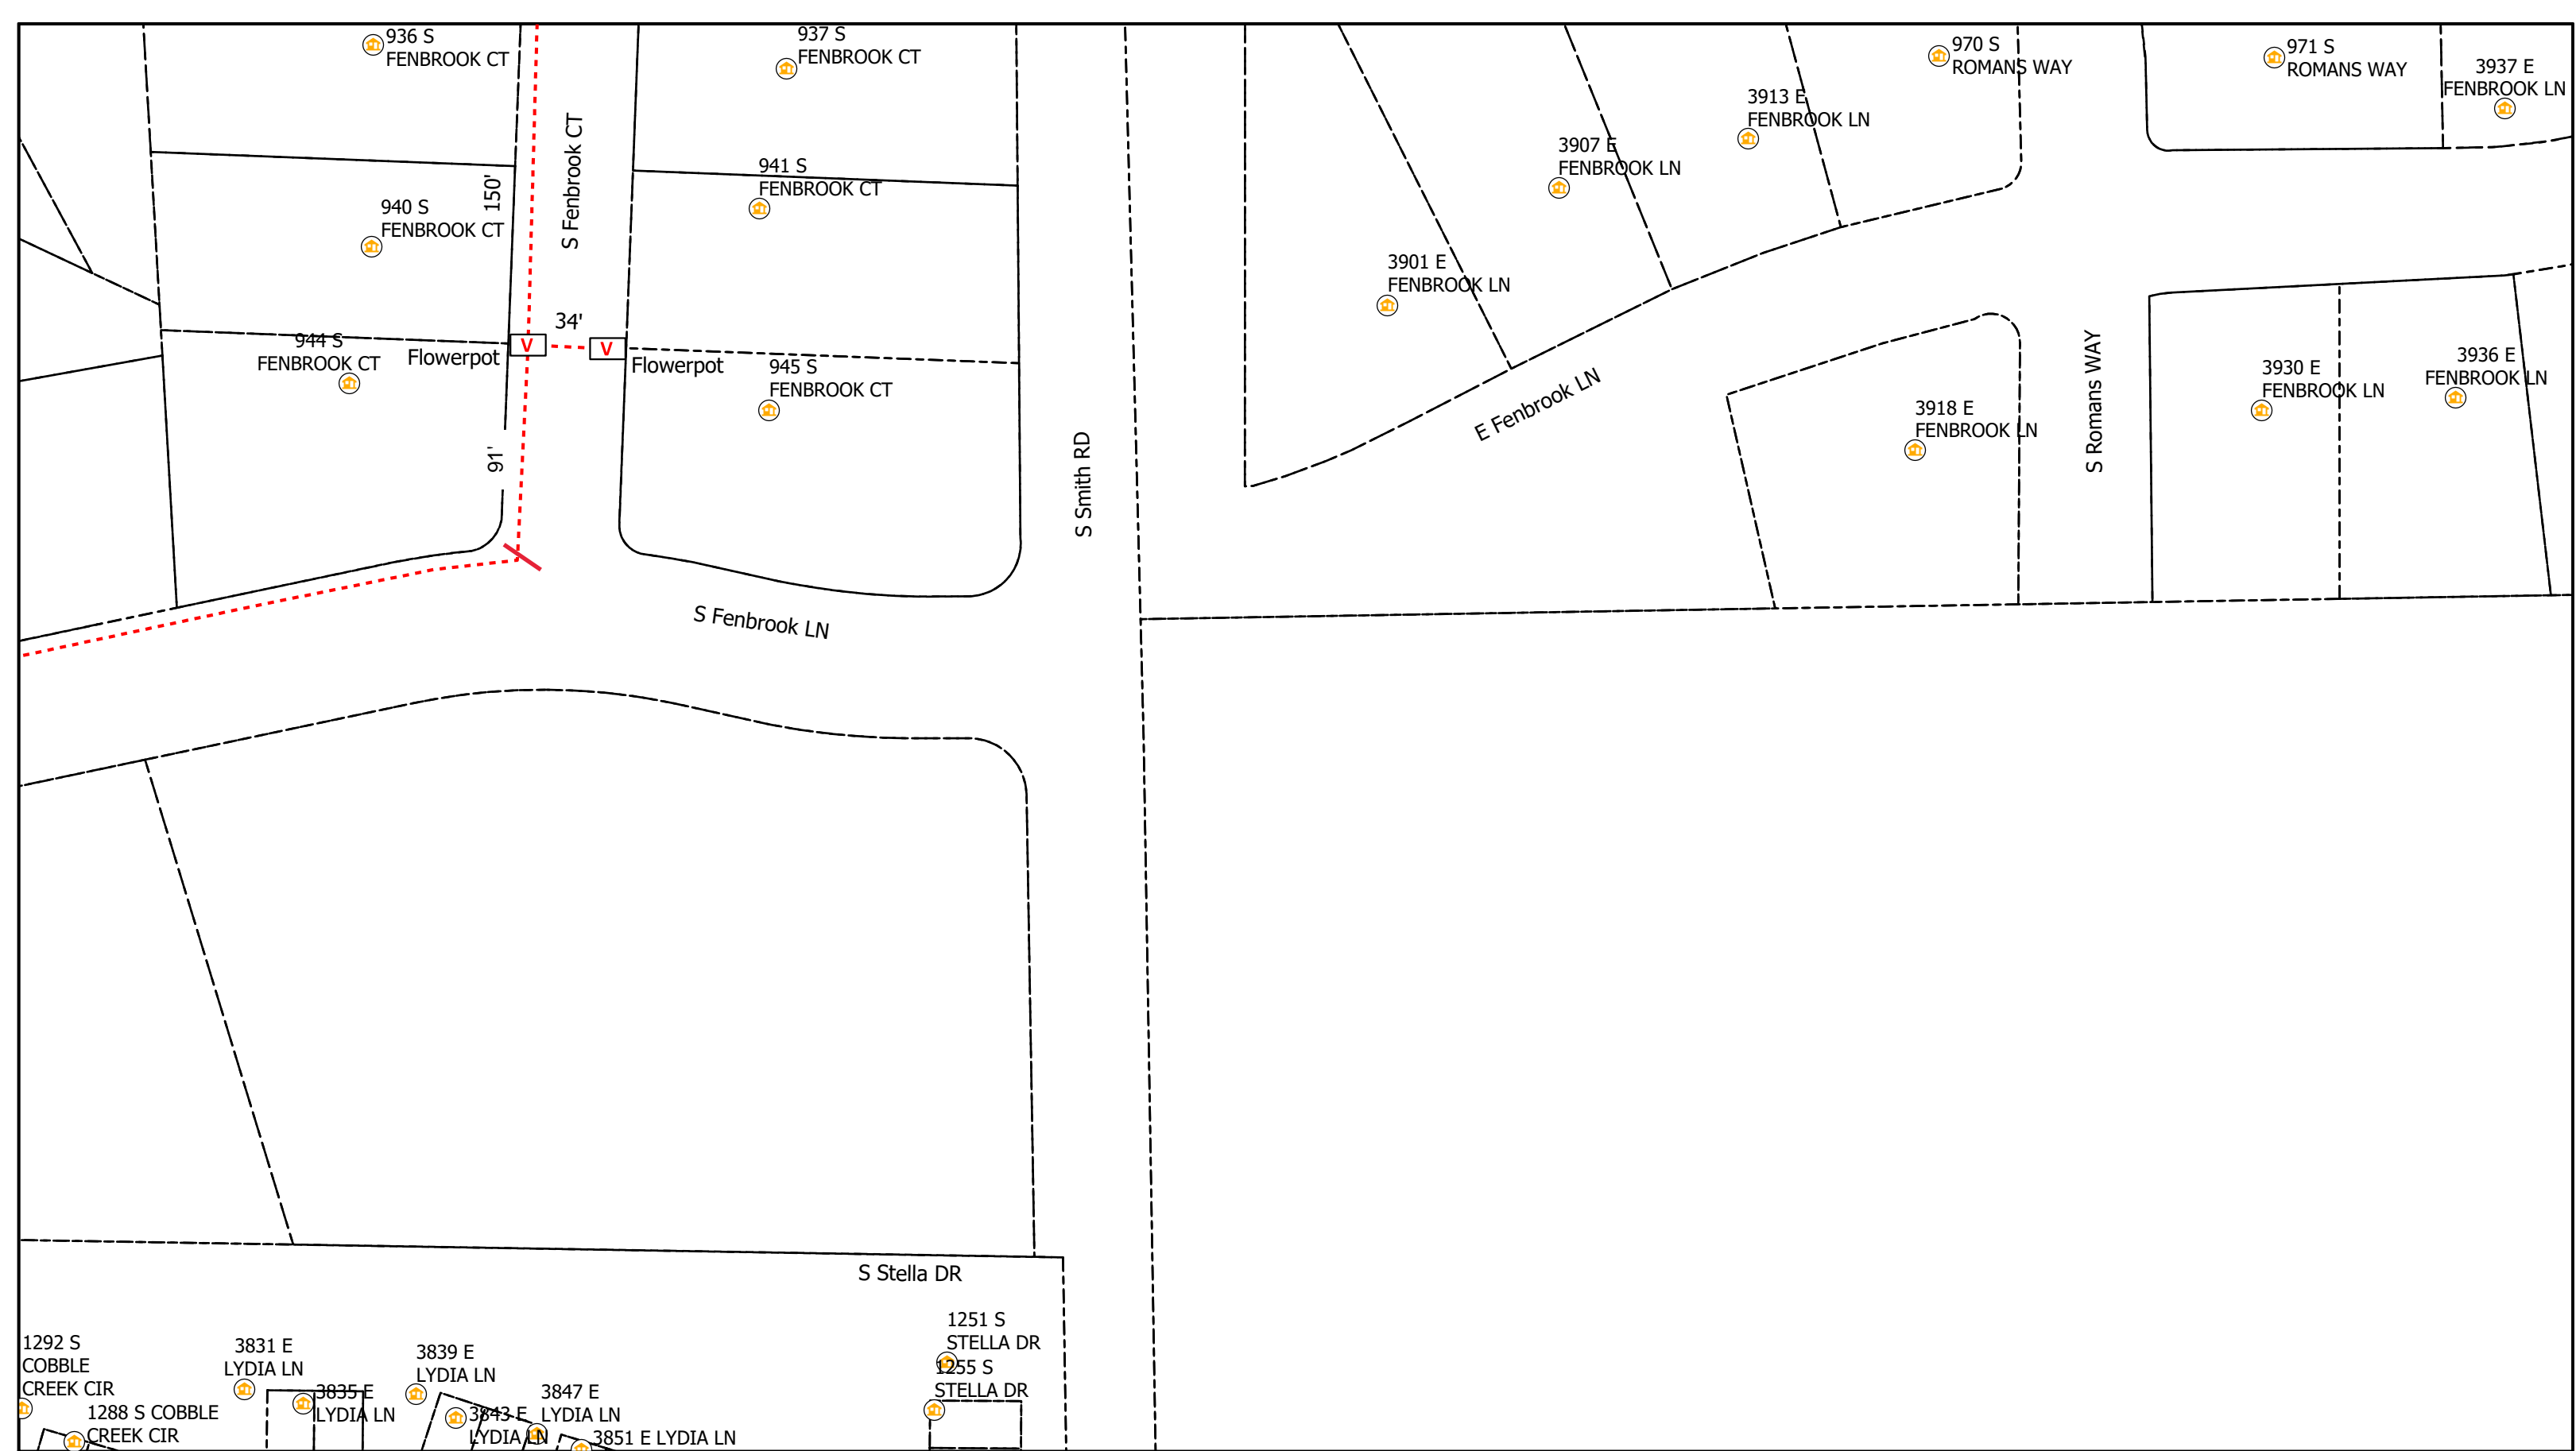 936 S
FENBROOK CT
937 S
FENBROOK CT
970 S
ROMANS WAY
971 S
ROMANS WAY
3937 E
FENBROOK LN
3913 E
FENBROOK LN
3907 E
FENBROOK LN
941 S
FENBROOK CT
S Fenbrook CT
150'
940 S
FENBROOK CT
3901 E
FENBROOK LN
34'
V
V
944 S
FENBROOK CT
Flowerpot
Flowerpot
945 S
FENBROOK CT
E Fenbrook LN
3918 E
FENBROOK LN
S Romans WAY
3930 E
FENBROOK LN
3936 E
FENBROOK LN
91'
S Smith RD
S Fenbrook LN
S Stella DR
1251 S
STELLA DR
1255 S
STELLA DR
1292 S
COBBLE
CREEK CIR
3831 E
LYDIA LN
3839 E
LYDIA LN
3835 E
LYDIA LN
3847 E
LYDIA LN
1288 S COBBLE
CREEK CIR
3843 E
LYDIA LN
3851 E LYDIA LN